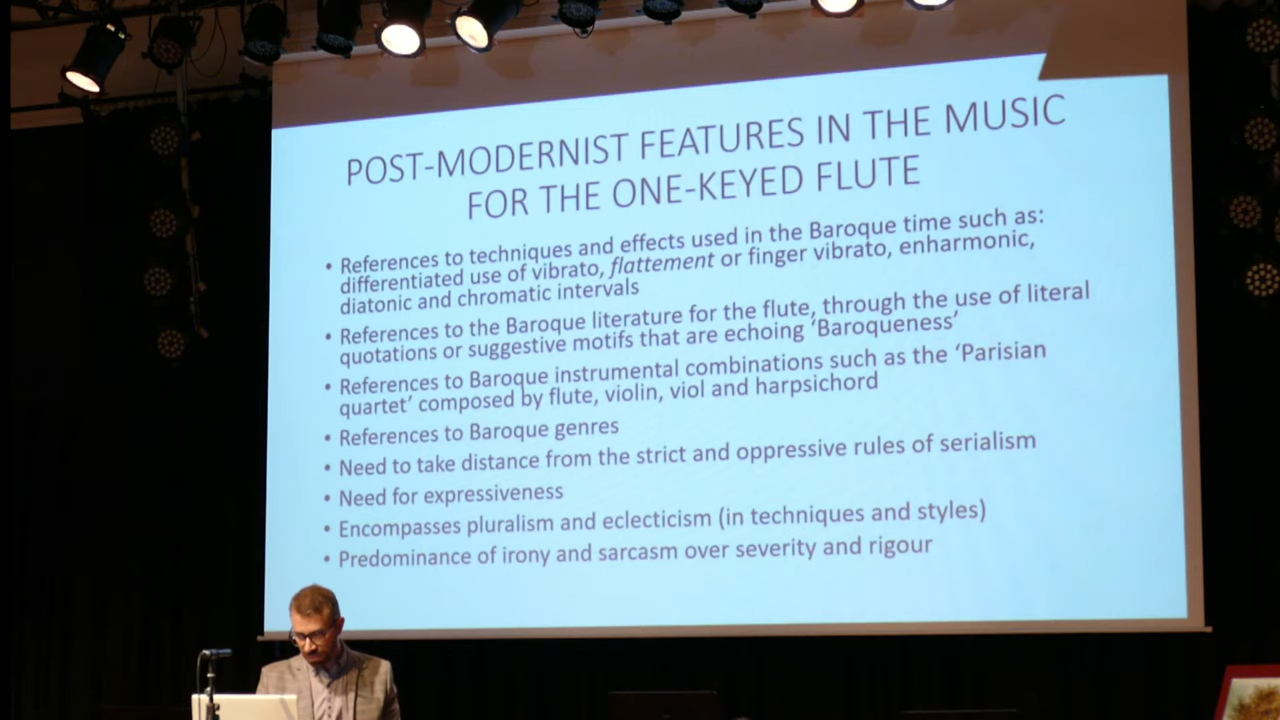 POST-MODERNIST FEATURES IN THE MUSIC
FOR THE ONE-KEYED FLUTE
• References to techniques and effects used in the Baroque time such as:
differentiated use of vibrato, flattement or finger vibrato, enharmonic,
diatonic and chromatic intervals
• References to the Baroque literature for the flute, through the use of literal
quotations or suggestive motifs that are echoing ‘Baroqueness’
• References to Baroque instrumental combinations such as the ‘Parisian
quartet’ composed by flute, violin, viol and harpsichord
• References to Baroque genres
• Need to take distance from the strict and oppressive rules of serialism
• Need for expressiveness
• Encompasses pluralism and eclecticism (in techniques and styles)
• Predominance of irony and sarcasm over severity and rigour